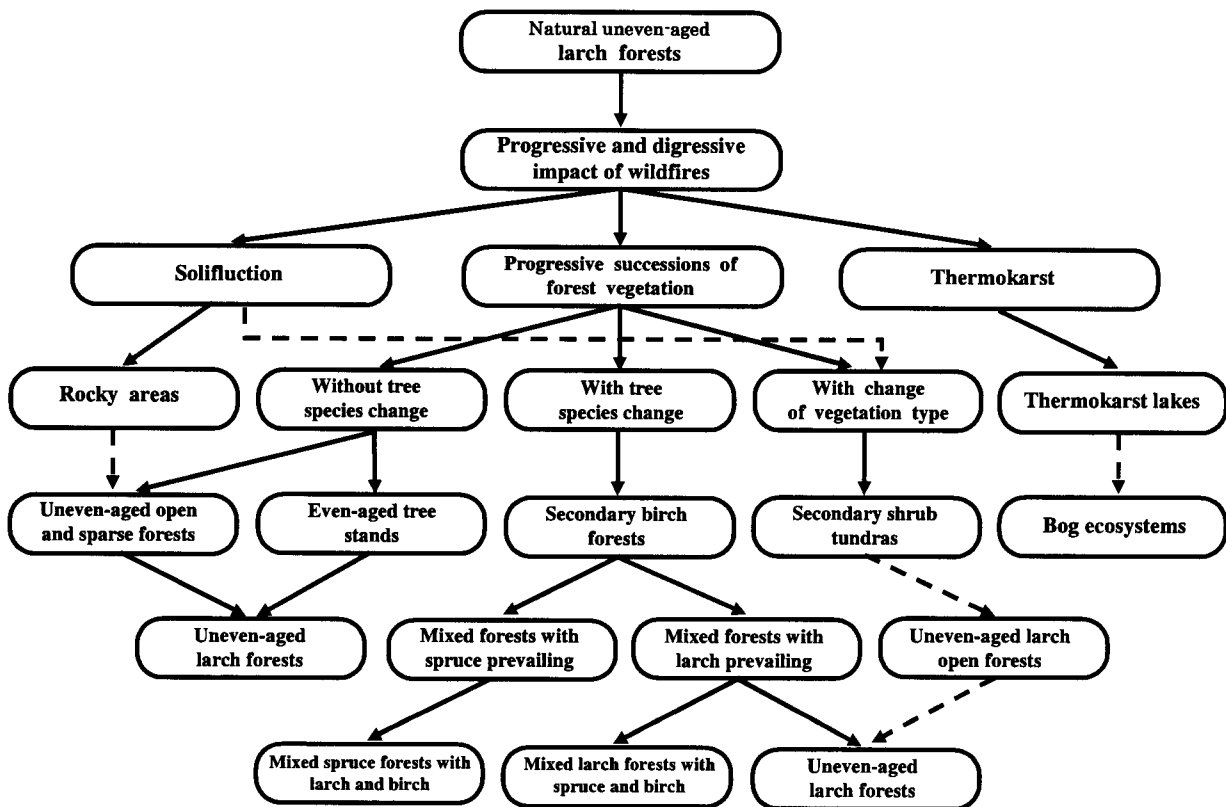 Natural uneven-aged
larch forests
Progressive and digressive
impact of wildfires
Solifluction
Progressive successions of
forest vegetation
Thermokarst
Rocky areas
Without tree
species change
With tree
species change
With change
of vegetation type
Thermokarst lakes
Uneven-aged open
and sparse forests
Even-aged tree
stands
Secondary birch
forests
Secondary shrub
tundras
Bog ecosystems
Uneven-aged
larch forests
Mixed forests with
spruce prevailing
Mixed forests with
larch prevailing
Uneven-aged larch
open forests
Mixed spruce forests with
larch and birch
Mixed larch forests with
spruce and birch
Uneven-aged
larch forests